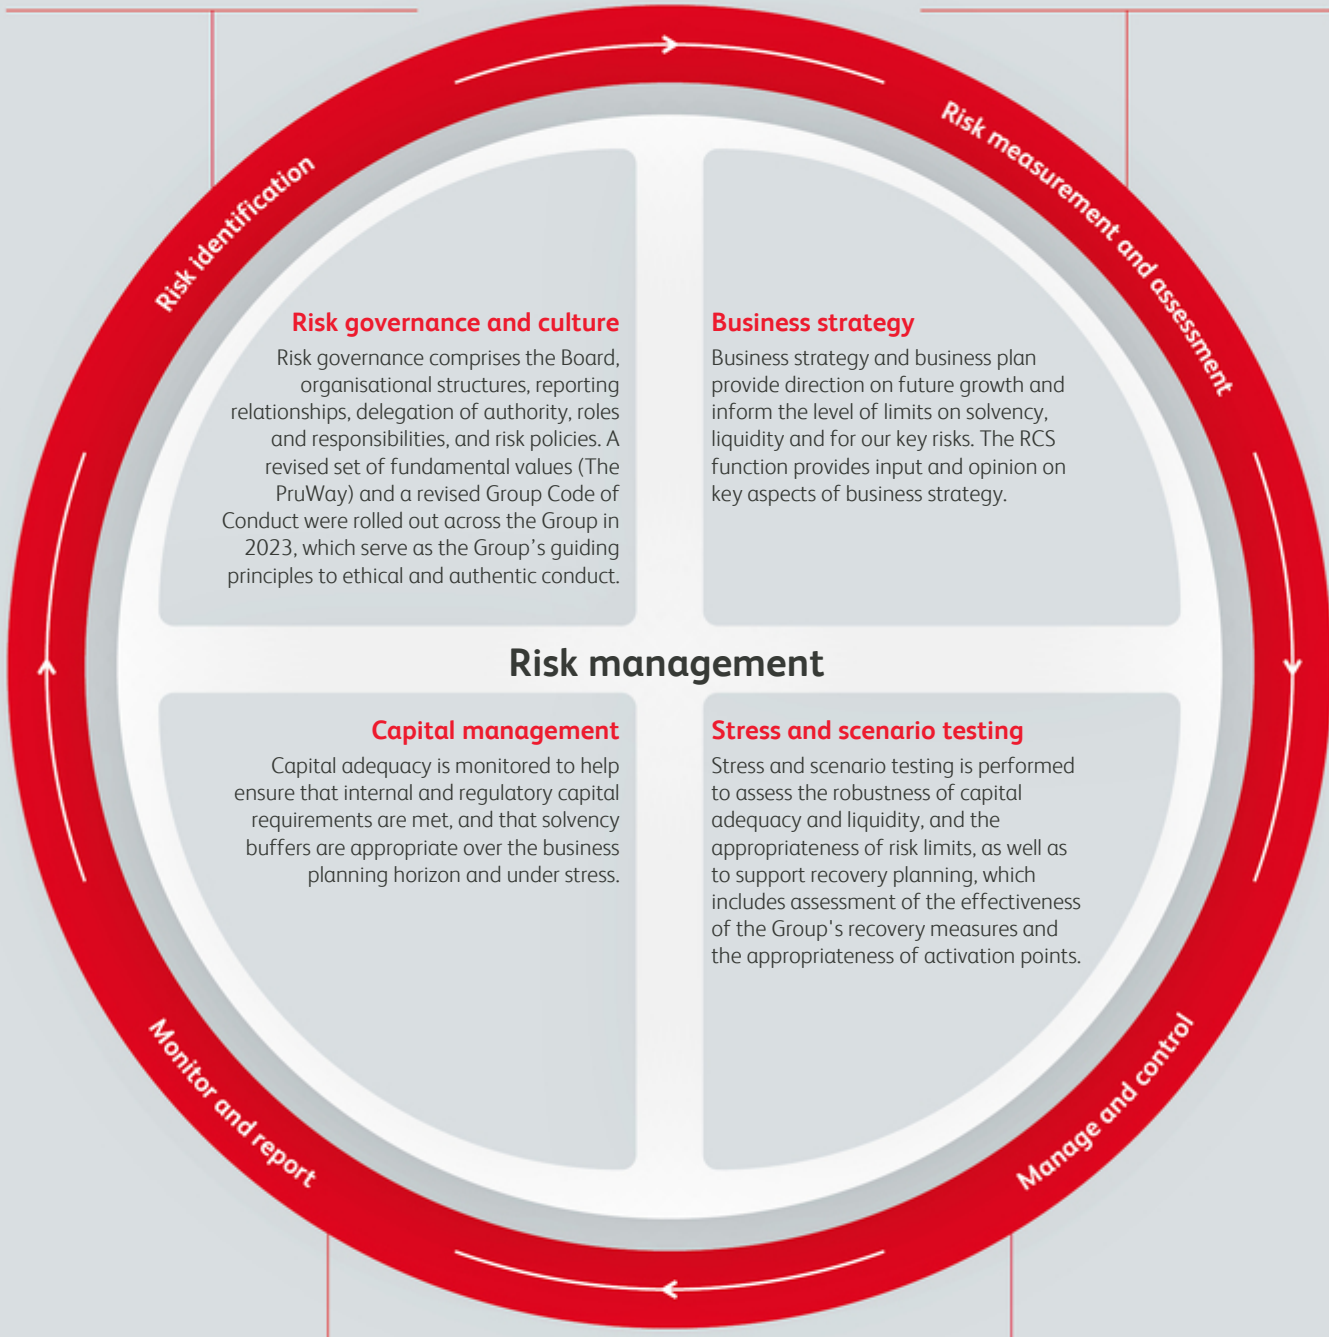 Risk identification
Risk measurement and assessment
Risk governance and culture
Risk governance comprises the Board,
organisational structures, reporting
relationships, delegation of authority, roles
and responsibilities, and risk policies. A
revised set of fundamental values (The
PruWay) and a revised Group Code of
Conduct were rolled out across the Group in
2023, which serve as the Group’s guiding
principles to ethical and authentic conduct.
Business strategy
Business strategy and business plan
provide direction on future growth and
inform the level of limits on solvency,
liquidity and for our key risks. The RCS
function provides input and opinion on
key aspects of business strategy.
Risk management
Capital management
Capital adequacy is monitored to help
ensure that internal and regulatory capital
requirements are met, and that solvency
buffers are appropriate over the business
planning horizon and under stress.
Stress and scenario testing
Stress and scenario testing is performed
to assess the robustness of capital
adequacy and liquidity, and the
appropriateness of risk limits, as well as
to support recovery planning, which
includes assessment of the effectiveness
of the Group's recovery measures and
the appropriateness of activation points.
Monitor and report
Manage and control